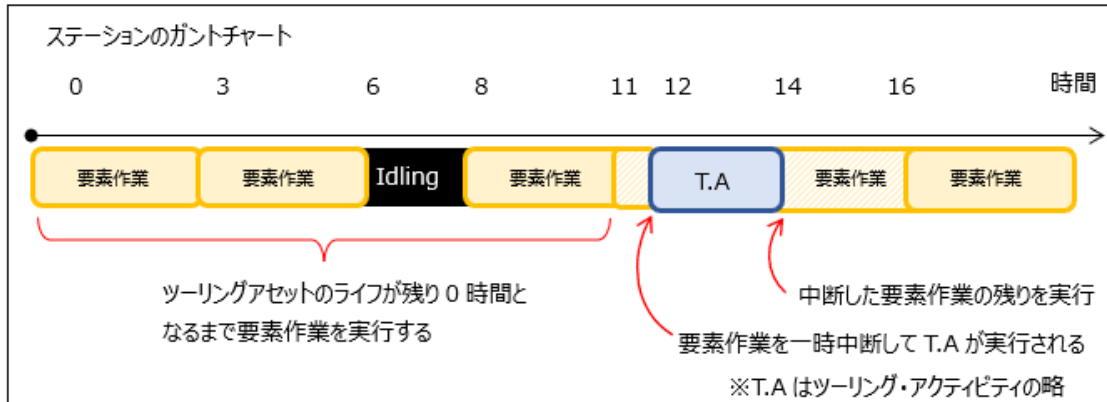 ステーションのガントチャート
0 3 6 8 11 12 14 16 時間
要素作業 要素作業 Idling 要素作業 T.A 要素作業 要素作業
ツーリングアセットのライフが残り 0 時間と
なるまで要素作業を実行する
中断した要素作業の残りを実行
要素作業を一時中断して T.A が実行される
※T.A はツーリング・アクティビティの略